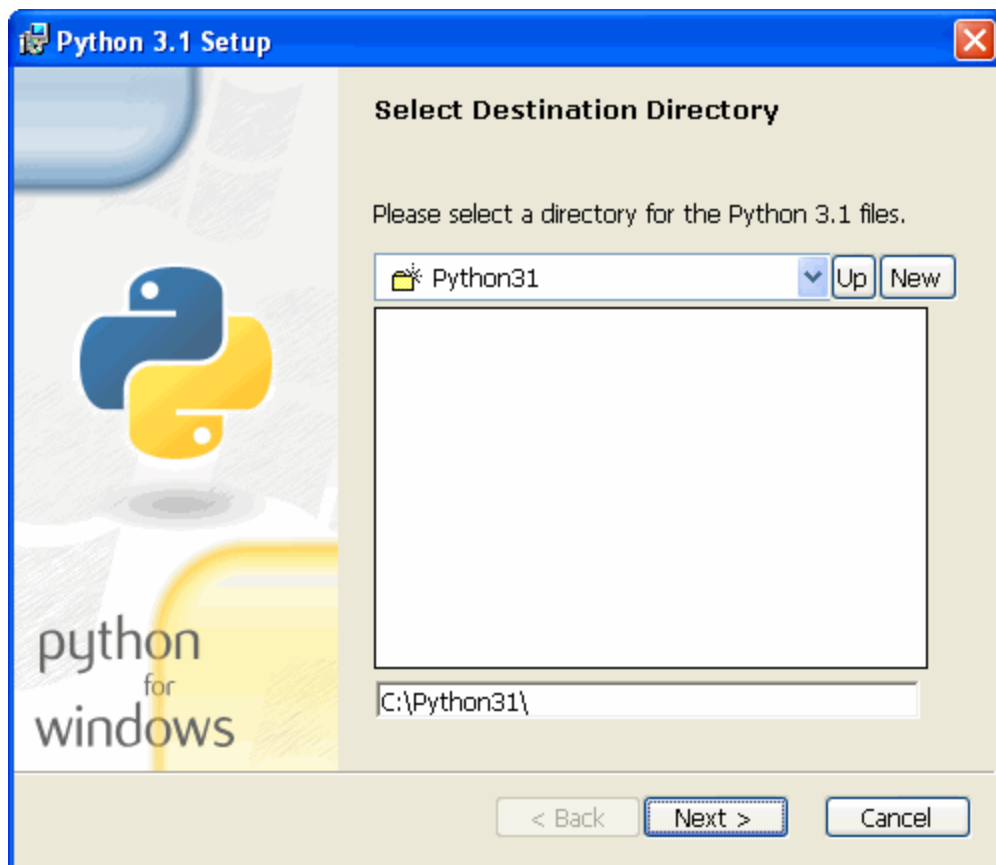 Python 3.1 Setup
Select Destination Directory
Please select a directory for the Python 3.1 files.
Python31
Up
New
C:\Python31\
python
for
windows
< Back
Next >
Cancel